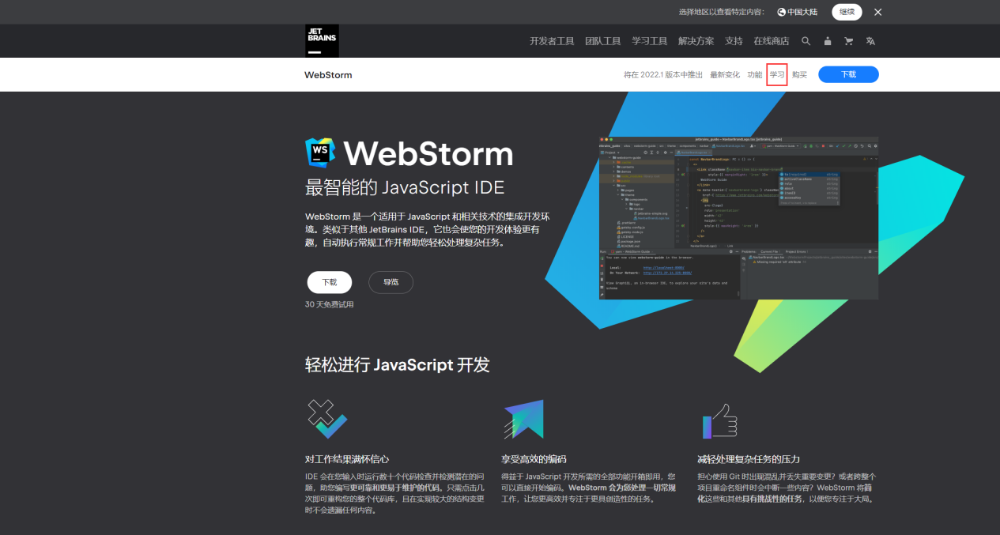 选择地区以查看特定内容:
中国大陆
继续
JET
BRAINS
开发者工具 团队工具 学习工具 解决方案 支持 在线商店
WebStorm
将在 2022.1 版本中推出 最新变化 功能 学习 购买
下载
WS
WebStorm
最智能的 JavaScript IDE
WebStorm 是一个适用于 JavaScript 和相关技术的集成开发环
境。类似于其他 JetBrains IDE，它也会使您的开发体验更有
趣，自动执行常规工作并帮助您轻松处理复杂任务。
下载
导览
30 天免费试用
轻松进行 JavaScript 开发
对工作结果满怀信心
IDE 会在您输入时运行数十个代码检查并检测潜在的问
题，助您编写更可靠和更易于维护的代码。只需点击几
次即可重构您的整个代码库，且在实现较大的结构变更
时不会遗漏任何内容。
享受高效的编码
得益于 JavaScript 开发所需的全部功能开箱即用，您
可以直接开始编码。WebStorm 会为您处理一切常规
工作，让您更高效并专注于更具创造性的任务。
减轻处理复杂任务的压力
担心使用 Git 时出现混乱并丢失重要变更？或者跨整个
项目重命名组件时会中断一些内容？WebStorm 将简
化这些和其他具有挑战性的任务，以便您专注于大局。